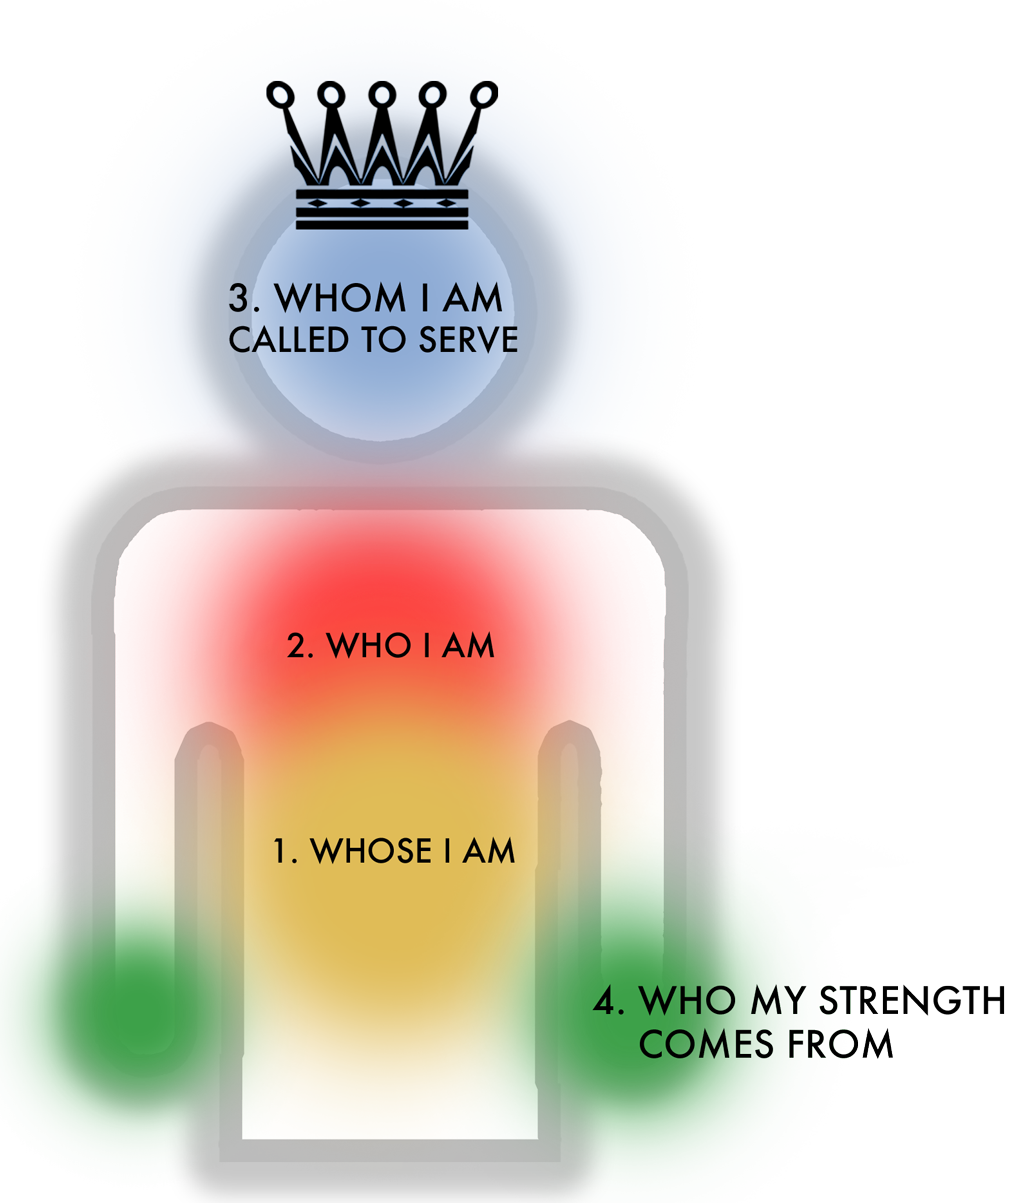 3. WHOM I AM
CALLED TO SERVE
2. WHO I AM
1. WHOSE I AM
4. WHO MY STRENGTH
COMES FROM